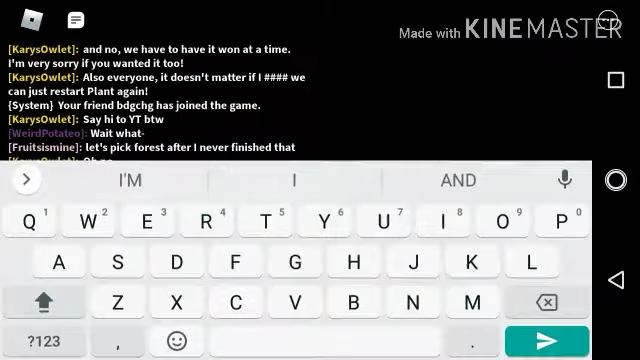 Made with KINEMASTER
[KarysOwlet]: and no, we have to have it won at a time.
I'm very sorry if you wanted it too!
[KarysOwlet]: Also everyone, it doesn't matter if I #### we
can just restart Plant again!
{System} Your friend bdgchg has joined the game.
[KarysOwlet]: Say hi to YT btw
[WeirdPotateo]: Wait what-
[Fruitsismine]: let's pick forest after I never finished that
[KarysOwlet]: Oh no
I'M I AND
Q 1 W 2 E 3 R 4 T 5 Y 6 U 7 I 8 O 9 P 0
A S D F G H J K L
Z X C V B N M
?123 , .